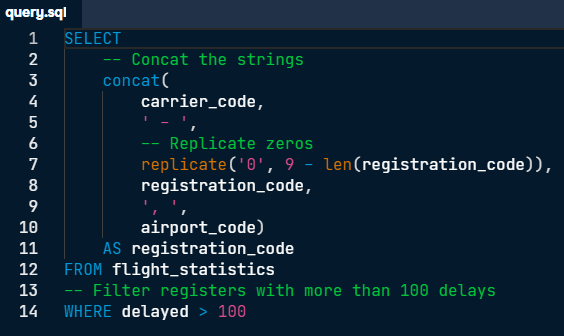 query.sql
1 SELECT
2 -- Concat the strings
3 concat(
4 carrier_code,
5 ' - ',
6 -- Replicate zeros
7 replicate('0', 9 - len(registration_code)),
8 registration_code,
9 ', ',
10 airport_code)
11 AS registration_code
12 FROM flight_statistics
13 -- Filter registers with more than 100 delays
14 WHERE delayed > 100